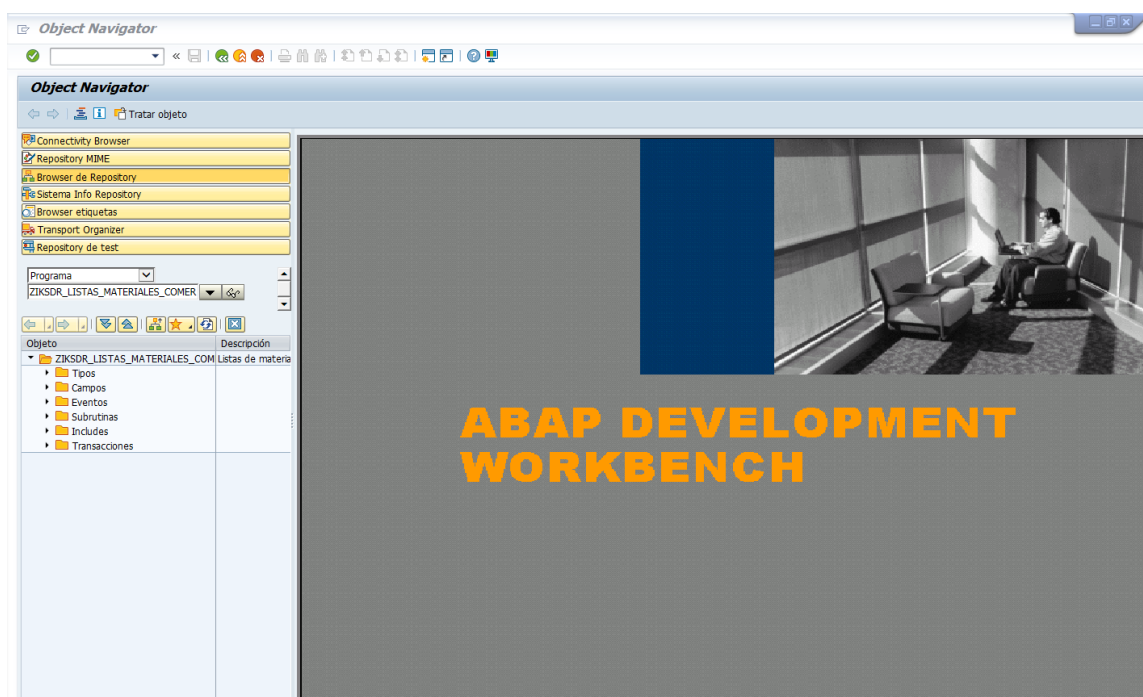 Object Navigator
Object Navigator
Tratar objeto
Connectivity Browser
Repository MIME
Browser de Repository
Sistema Info Repository
Browser etiquetas
Transport Organizer
Repository de test
Programa
ZIKSDR_LISTAS_MATERIALES_COMER
Objeto Descripción
ZIKSDR_LISTAS_MATERIALES_COM Listas de materia
Tipos
Campos
Eventos
Subrutinas
Includes
Transacciones
ABAP DEVELOPMENT
WORKBENCH